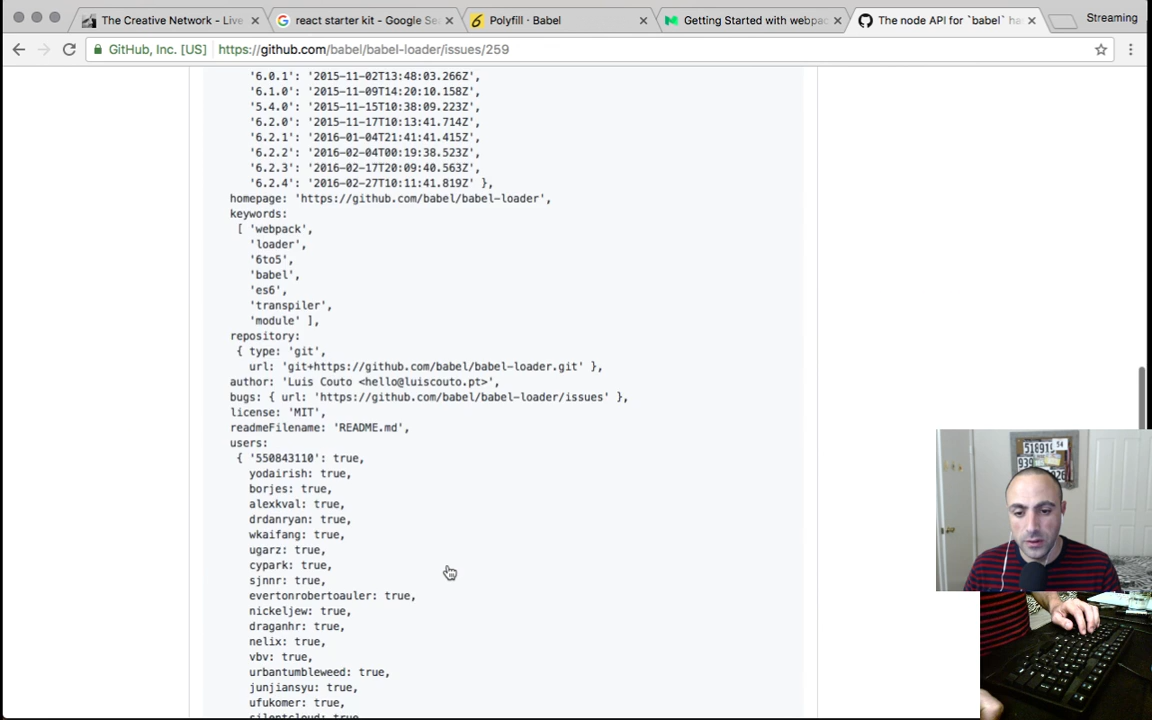 The Creative Network - Live
react starter kit - Google Se
Polyfill · Babel
Getting Started with webpac
The node API for `babel` ha
Streaming
GitHub, Inc. [US]
https://github.com/babel/babel-loader/issues/259
'6.0.1': '2015-11-02T13:48:03.266Z',
'6.1.0': '2015-11-09T14:20:10.158Z',
'5.4.0': '2015-11-15T10:38:09.223Z',
'6.2.0': '2015-11-17T10:13:41.714Z',
'6.2.1': '2016-01-04T21:41:41.415Z',
'6.2.2': '2016-02-04T00:19:38.523Z',
'6.2.3': '2016-02-17T20:09:40.563Z',
'6.2.4': '2016-02-27T10:11:41.819Z' },
homepage: 'https://github.com/babel/babel-loader',
keywords:
[ 'webpack',
'loader',
'6to5',
'babel',
'es6',
'transpiler',
'module' ],
repository:
{ type: 'git',
url: 'git+https://github.com/babel/babel-loader.git' },
author: 'Luis Couto <hello@luiscouto.pt>',
bugs: { url: 'https://github.com/babel/babel-loader/issues' },
license: 'MIT',
readmeFilename: 'README.md',
users:
{ '550843110': true,
yodairish: true,
borjes: true,
alexkval: true,
drdanryan: true,
wkaifang: true,
ugarz: true,
cypark: true,
sjnnr: true,
evertonrobertoauler: true,
nickeljew: true,
draganhr: true,
nelix: true,
vbv: true,
urbantumbleweed: true,
junjiansyu: true,
ufukomer: true,
silentcloud: true